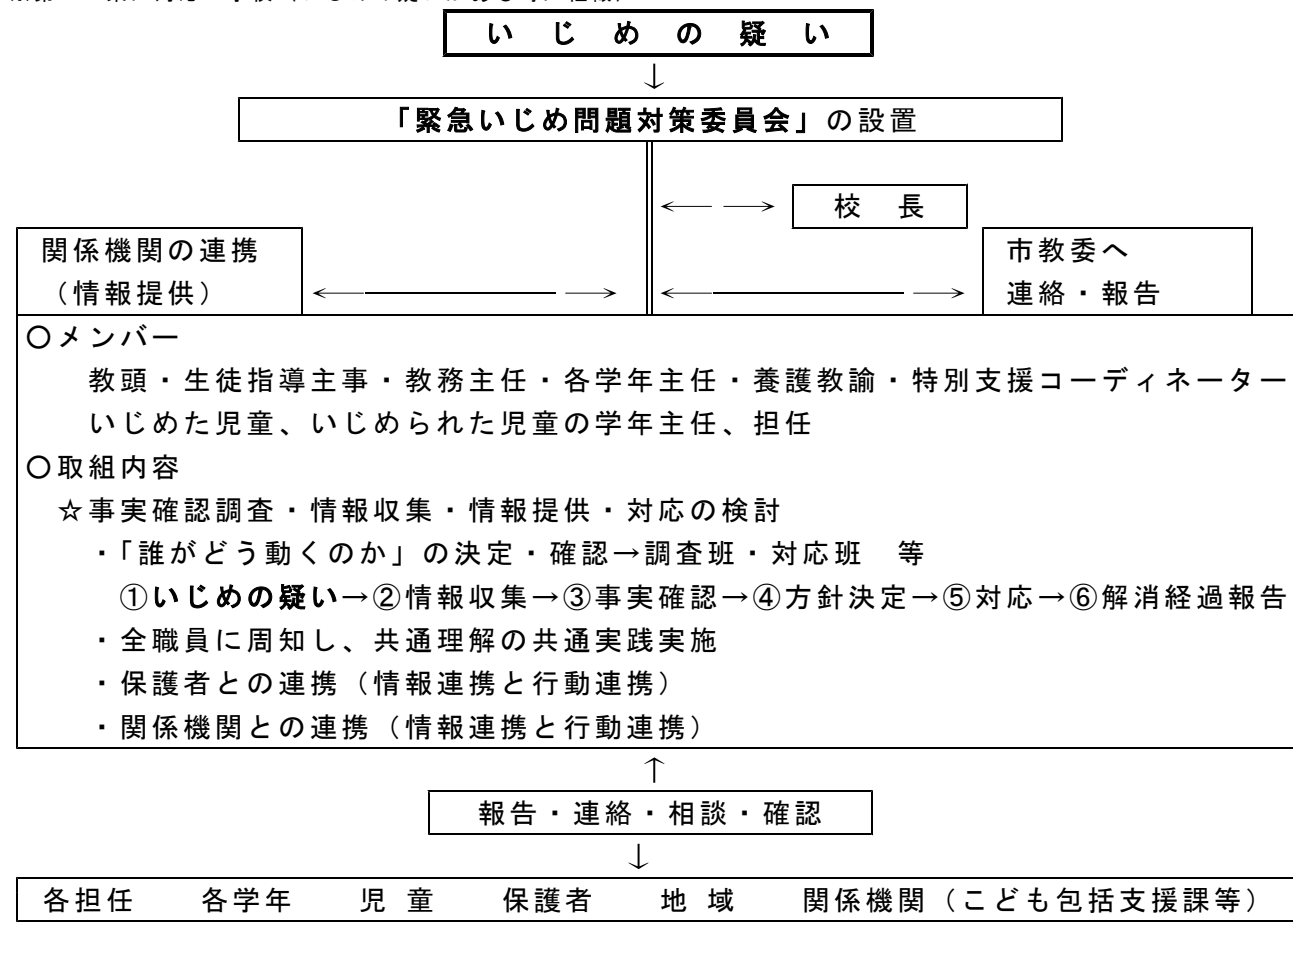 いじめの疑い
↓
「緊急いじめ問題対策委員会」の設置
←─ ─→ 校 長
関係機関の連携
（情報提供）
市教委へ
連絡・報告
〇メンバー
教頭・生徒指導主事・教務主任・各学年主任・養護教諭・特別支援コーディネーター
いじめた児童、いじめられた児童の学年主任、担任
〇取組内容
☆事実確認調査・情報収集・情報提供・対応の検討
・「誰がどう動くのか」の決定・確認→調査班・対応班 等
①いじめの疑い→②情報収集→③事実確認→④方針決定→⑤対応→⑥解消経過報告
・全職員に周知し、共通理解の共通実践実施
・保護者との連携（情報連携と行動連携）
・関係機関との連携（情報連携と行動連携）
↑
報告・連絡・相談・確認
↓
各担任 各学年 児 童 保護者 地 域 関係機関（こども包括支援課等）